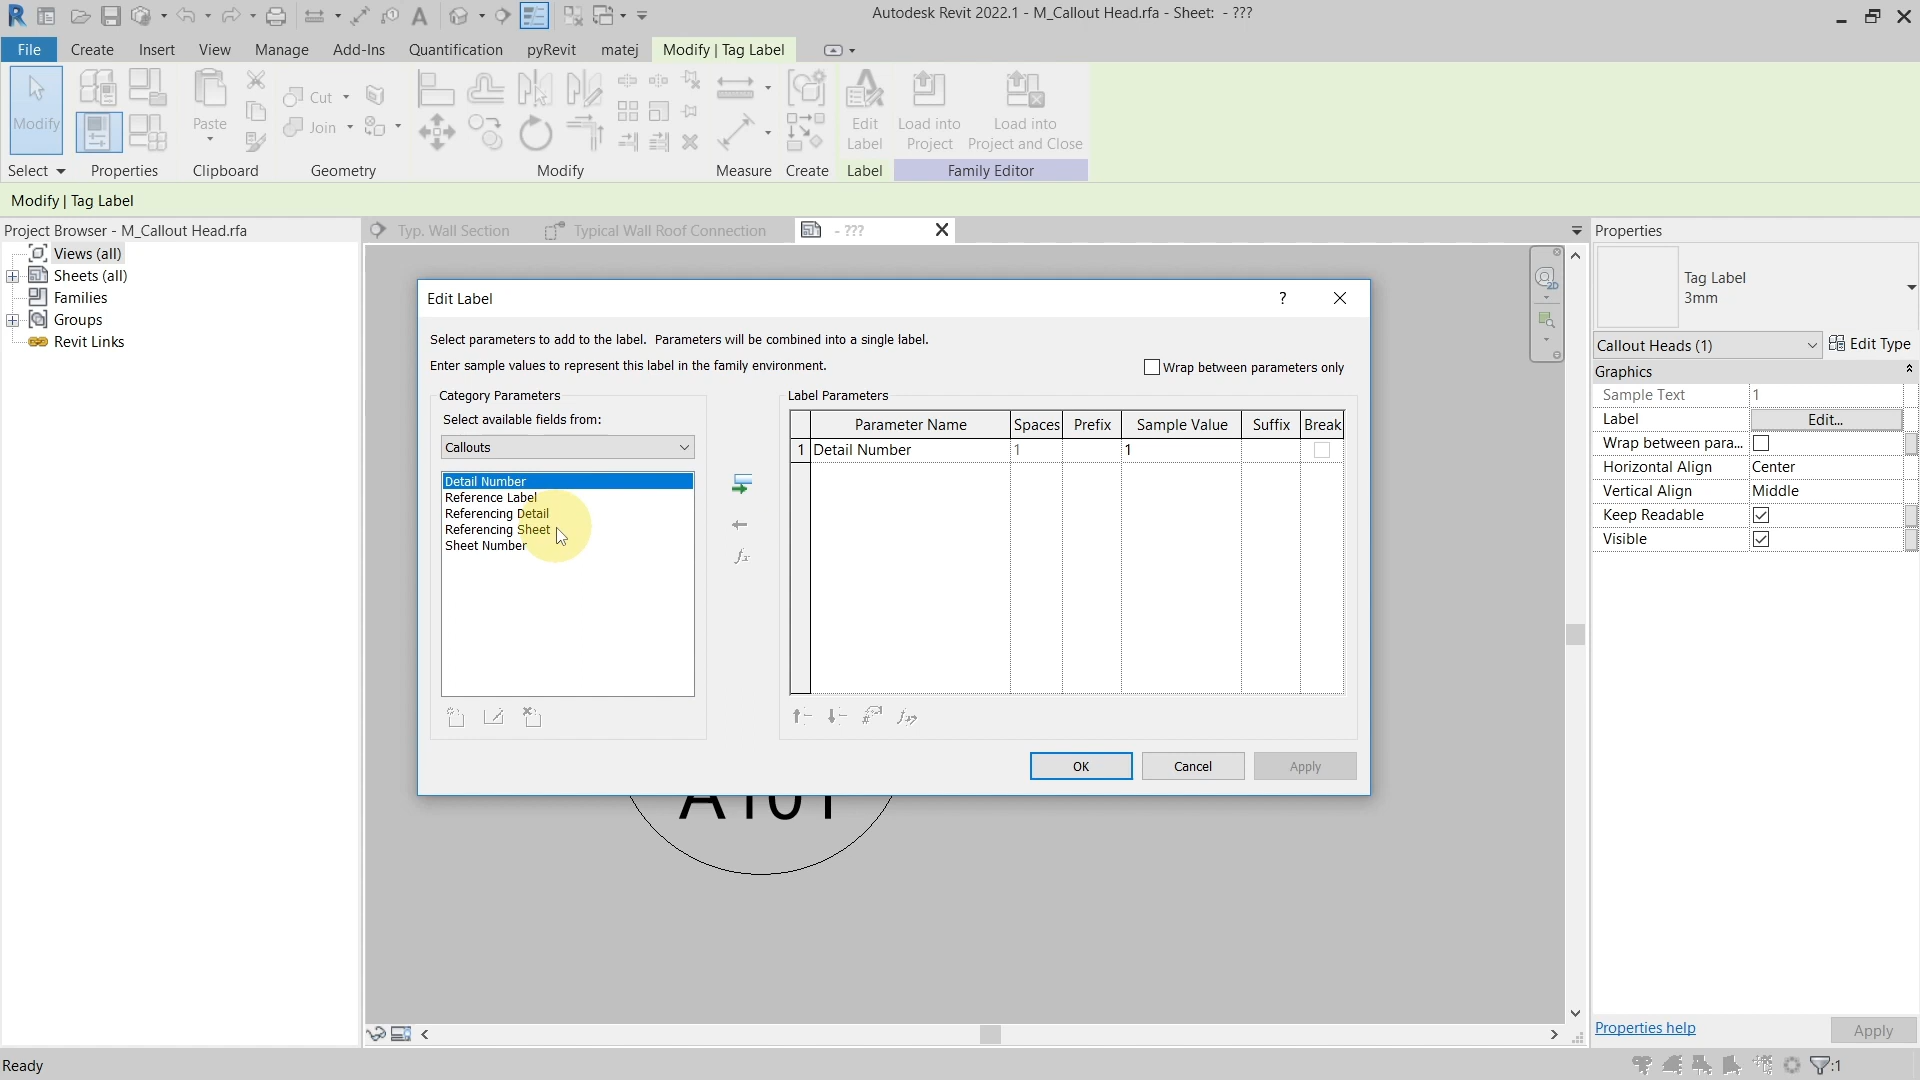 Autodesk Revit 2022.1 - M_Callout Head.rfa - Sheet: - ???
File Create Insert View Manage Add-Ins Quantification pyRevit matej Modify | Tag Label
Modify
Paste
Cut
Join
Edit Label
Load into Project
Load into Project and Close
Select Properties Clipboard Geometry Modify Measure Create Label Family Editor
Modify | Tag Label
Project Browser - M_Callout Head.rfa
Views (all)
Sheets (all)
Families
Groups
Revit Links
Typ. Wall Section Typical Wall Roof Connection - ???
2D
Edit Label
?
Select parameters to add to the label. Parameters will be combined into a single label.
Enter sample values to represent this label in the family environment.
Wrap between parameters only
Category Parameters
Select available fields from:
Callouts
Detail Number
Reference Label
Referencing Detail
Referencing Sheet
Sheet Number
fx
Label Parameters
Parameter Name Spaces Prefix Sample Value Suffix Break
1 Detail Number 1 1
OK Cancel Apply
A101
Properties
Tag Label
3mm
Callout Heads (1) Edit Type
Graphics
Sample Text 1
Label Edit...
Wrap between para...
Horizontal Align Center
Vertical Align Middle
Keep Readable
Visible
Properties help Apply
Ready
:1